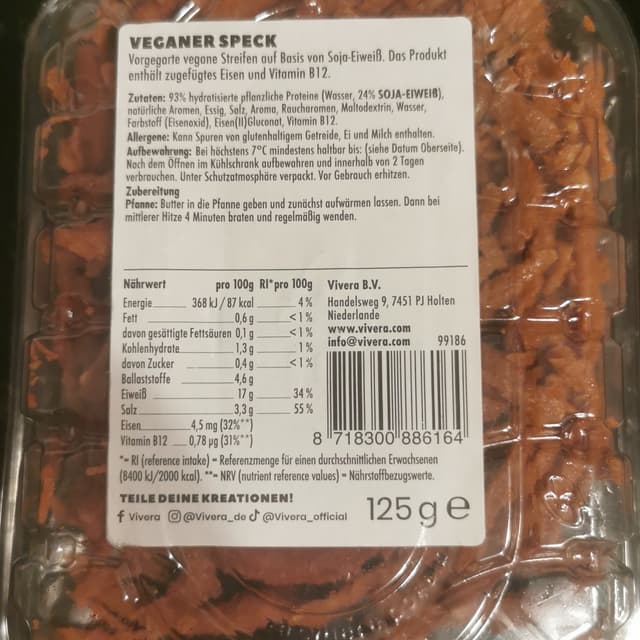 VEGANER SPECK
Vorgegarte vegane Streifen auf Basis von Soja-Eiweiß. Das Produkt
enthält zugefügtes Eisen und Vitamin B12.
Zutaten: 93% hydratisierte pflanzliche Proteine (Wasser, 24% SOJA-EIWEIß),
natürliche Aromen, Essig, Salz, Aroma, Raucharomen, Maltodextrin, Wasser,
Farbstoff (Eisenoxid), Eisen(II)Gluconat, Vitamin B12.
Allergene: Kann Spuren von glutenhaltigem Getreide, Ei und Milch enthalten.
Aufbewahrung: Bei höchstens 7°C mindestens haltbar bis: (siehe Datum Oberseite).
Nach dem Öffnen im Kühlschrank aufbewahren und innerhalb von 2 Tagen
verbrauchen. Unter Schutzatmosphäre verpackt. Vor Gebrauch erhitzen.
Zubereitung
Pfanne: Butter in die Pfanne geben und zunächst aufwärmen lassen. Dann bei
mittlerer Hitze 4 Minuten braten und regelmäßig wenden.
Nährwert pro 100g RI* pro 100g
Energie 368 kJ / 87 kcal 4%
Fett 0,6 g <1%
davon gesättigte Fettsäuren 0,1 g <1%
Kohlenhydrate 1,3 g 1%
davon Zucker 0,4 g <1%
Ballaststoffe 4,6 g
Eiweiß 17 g 34%
Salz 3,3 g 55%
Eisen 4,5 mg (32%**)
Vitamin B12 0,78 µg (31%**)
Vivera B.V.
Handelsweg 9, 7451 PJ Holten
Niederlande
www.vivera.com
info@vivera.com 99186
8 718300 886164
*= RI (reference intake) = Referenzmenge für einen durchschnittlichen Erwachsenen
(8400 kJ/2000 kcal). **= NRV (nutrient reference values) = Nährstoffbezugswerte.
TEILE DEINE KREATIONEN!
f Vivera @Vivera_de @Vivera_official
125 g e